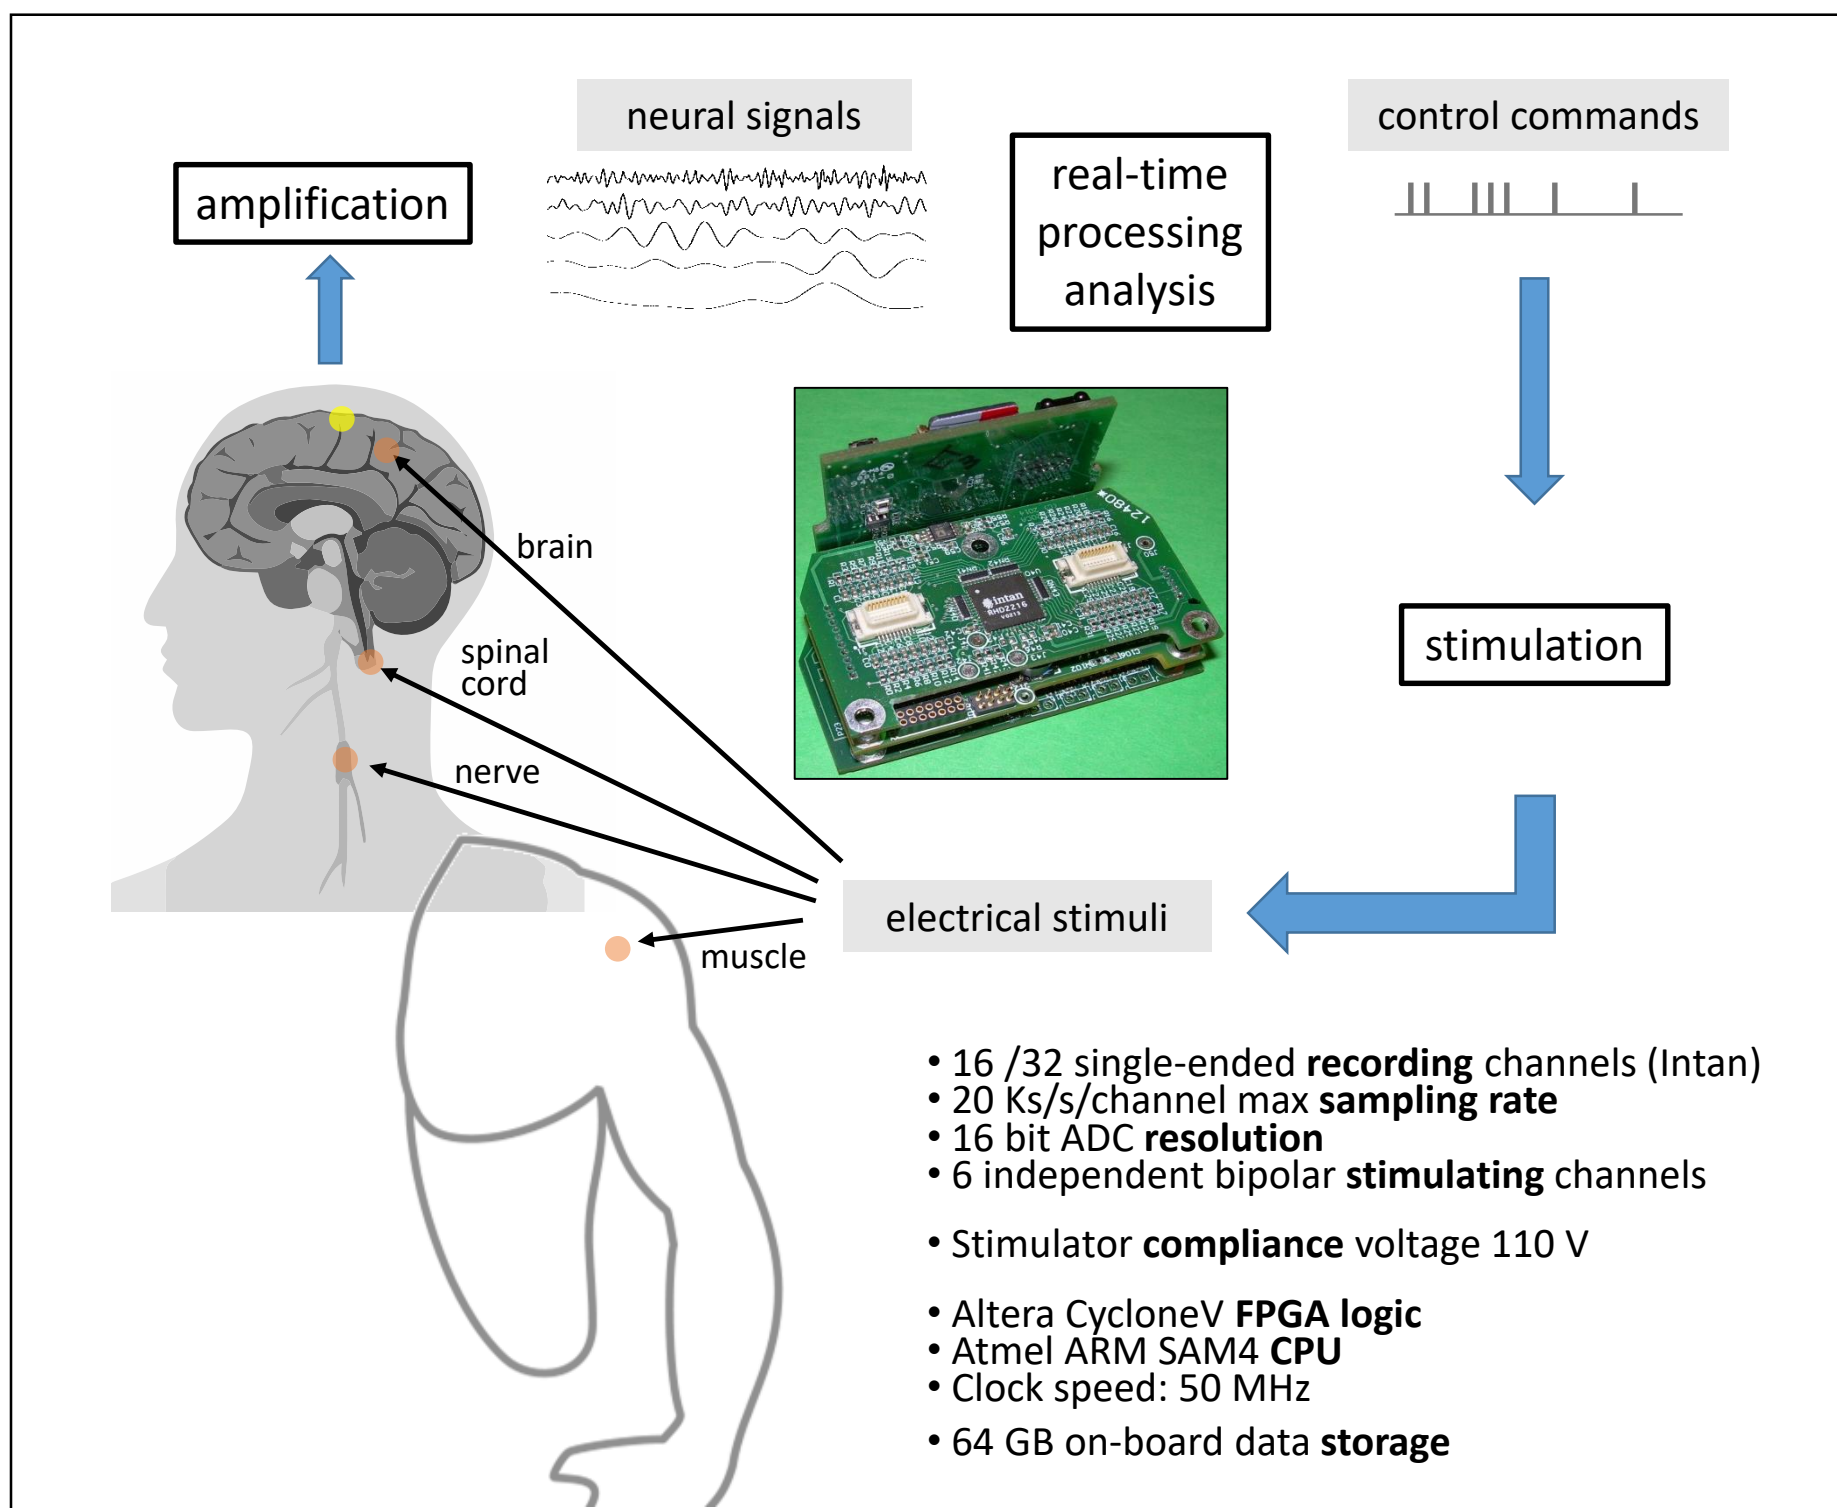 neural signals
control commands
amplification
real-time
processing
analysis
brain
spinal
cord
nerve
muscle
12480
intan
RHD2216
stimulation
electrical stimuli
• 16 /32 single-ended recording channels (Intan)
• 20 Ks/s/channel max sampling rate
• 16 bit ADC resolution
• 6 independent bipolar stimulating channels
• Stimulator compliance voltage 110 V
• Altera CycloneV FPGA logic
• Atmel ARM SAM4 CPU
• Clock speed: 50 MHz
• 64 GB on-board data storage